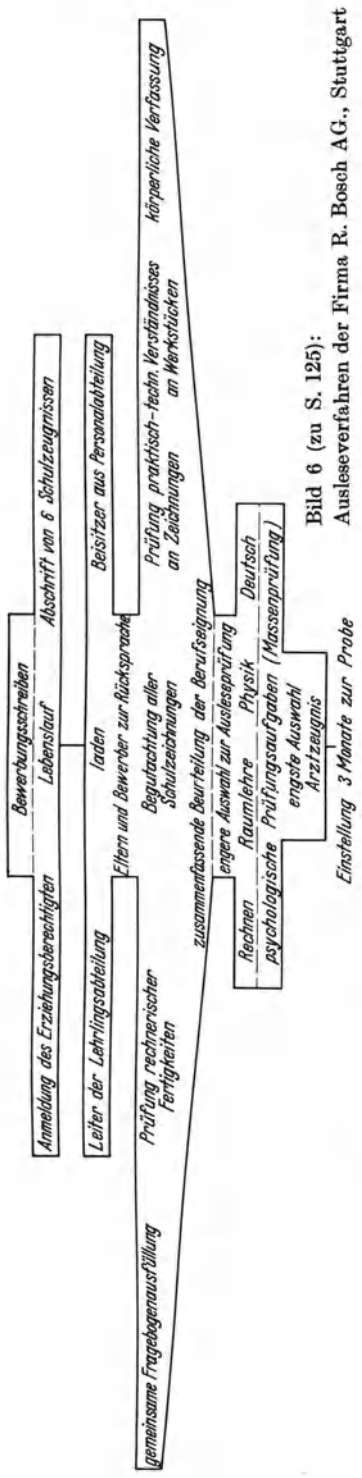 Bewerbungsschreiben
Anmeldung des Erziehungsberechtigten Lebenslauf Abschrift von 6 Schulzeugnissen
Leiter der Lehrlingsabteilung laden Beisitzer aus Personalabteilung
Eltern und Bewerber zur Rücksprache
gemeinsame Fragebogenausfüllung
Prüfung rechnerischer
Fertigkeiten
Begutachtung aller
Schulzeichnungen
Prüfung praktisch-techn. Verständnisses
an Zeichnungen an Werkstücken
körperliche Verfassung
zusammenfassende Beurteilung der Berufseignung
engere Auswahl zur Ausleseprüfung
Rechnen Raumlehre Physik Deutsch
psychologische Prüfungsaufgaben (Massenprüfung)
engste Auswahl
Arztzeugnis
Einstellung 3 Monate zur Probe
Bild 6 (zu S. 125):
Ausleseverfahren der Firma R. Bosch AG., Stuttgart